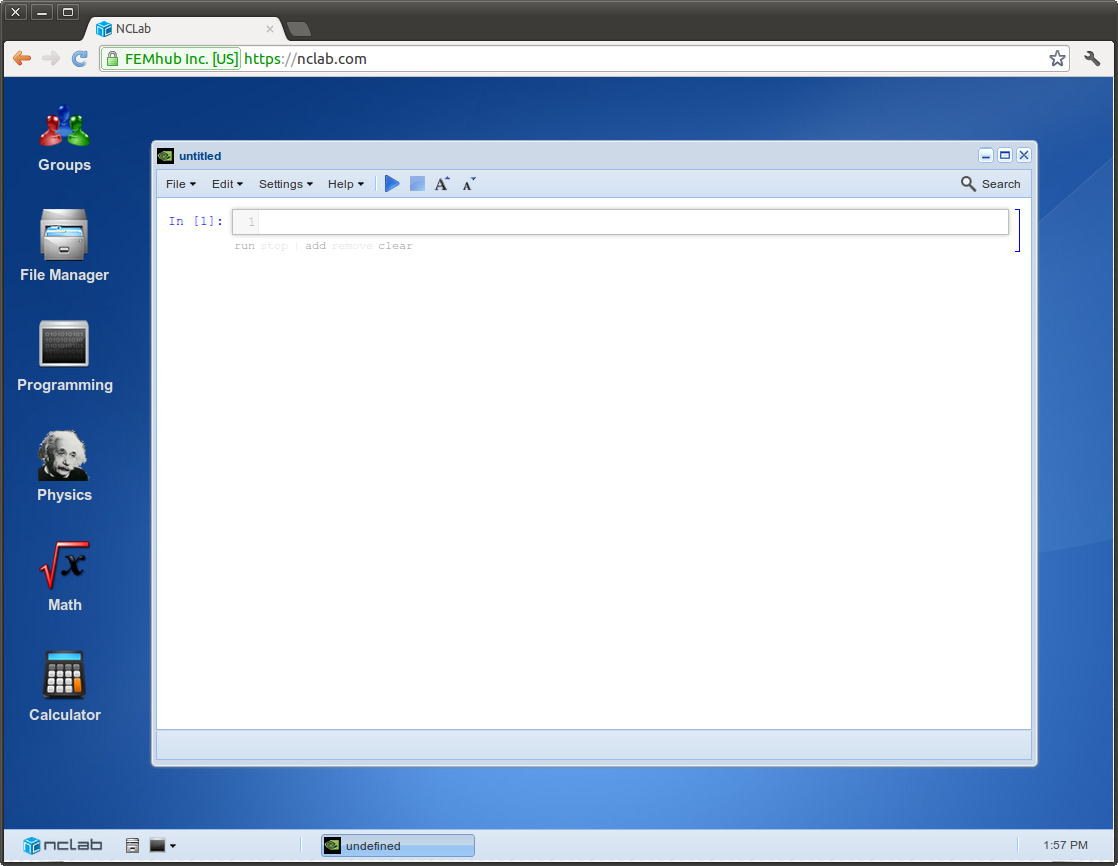 NCLab
FEMhub Inc. [US] https://nclab.com
Groups
File Manager
Programming
Physics
Math
Calculator
untitled
File Edit Settings Help A A Search
In [1]: 1
run stop | add remove clear
nclab
undefined
1:57 PM